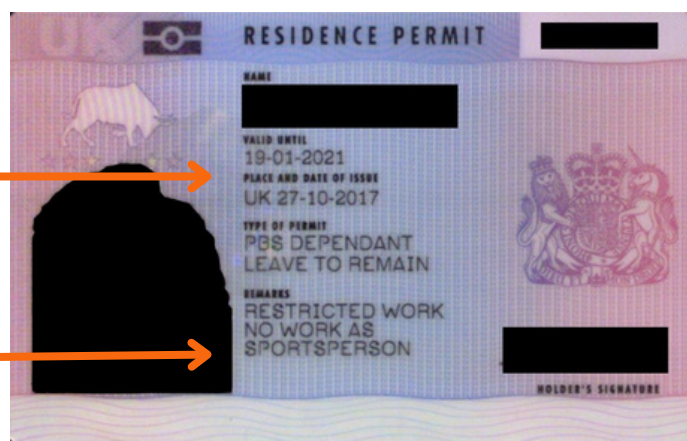 UK
RESIDENCE PERMIT
NAME
VALID UNTIL
19-01-2021
PLACE AND DATE OF ISSUE
UK 27-10-2017
TYPE OF PERMIT
PBS DEPENDANT
LEAVE TO REMAIN
REMARKS
RESTRICTED WORK
NO WORK AS
SPORTSPERSON
HOLDER'S SIGNATURE